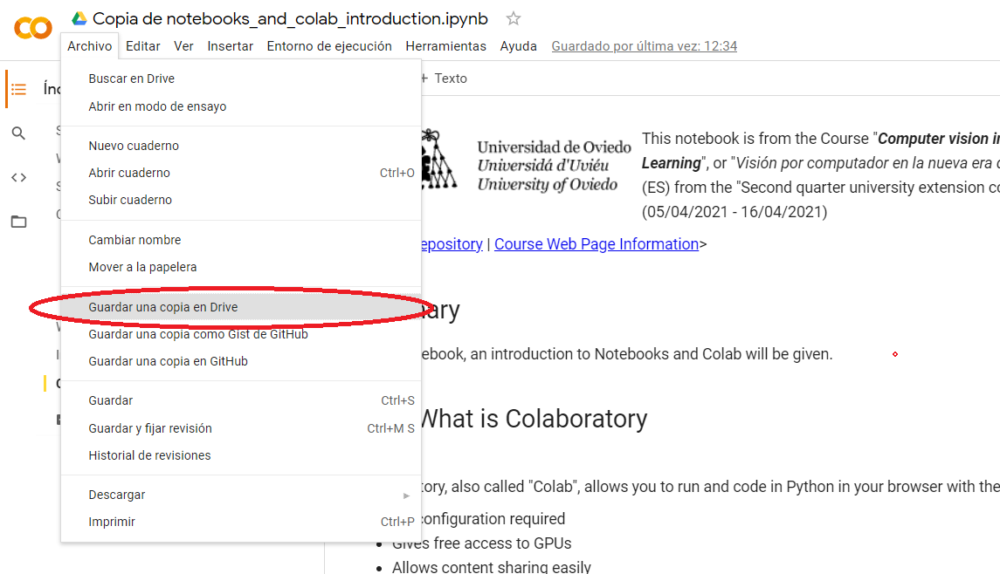 Copia de notebooks_and_colab_introduction.ipynb
Archivo Editar Ver Insertar Entorno de ejecución Herramientas Ayuda Guardado por última vez: 12:34
Buscar en Drive
+ Texto
Abrir en modo de ensayo
Nuevo cuaderno
Abrir cuaderno Ctrl+O
Subir cuaderno
Cambiar nombre
Mover a la papelera
Guardar una copia en Drive
Guardar una copia como Gist de GitHub
Guardar una copia en GitHub
Guardar Ctrl+S
Guardar y fijar revisión Ctrl+M S
Historial de revisiones
Descargar
Imprimir Ctrl+P
Universidad de Oviedo
Universidá d'Uviéu
University of Oviedo
This notebook is from the Course "Computer vision in
Learning", or "Visión por computador en la nueva era d
(ES) from the "Second quarter university extension co
(05/04/2021 - 16/04/2021)
epository | Course Web Page Information>
ary
ebook, an introduction to Notebooks and Colab will be given.
What is Colaboratory
tory, also called "Colab", allows you to run and code in Python in your browser with the
configuration required
Gives free access to GPUs
Allows content sharing easily